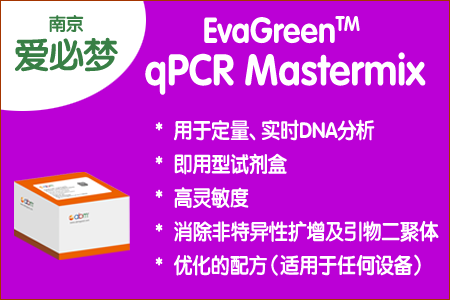 南京
爱必梦
EvaGreen™
qPCR Mastermix
* 用于定量、实时DNA分析
* 即用型试剂盒
* 高灵敏度
* 消除非特异性扩增及引物二聚体
* 优化的配方（适用于任何设备）
abm
abm